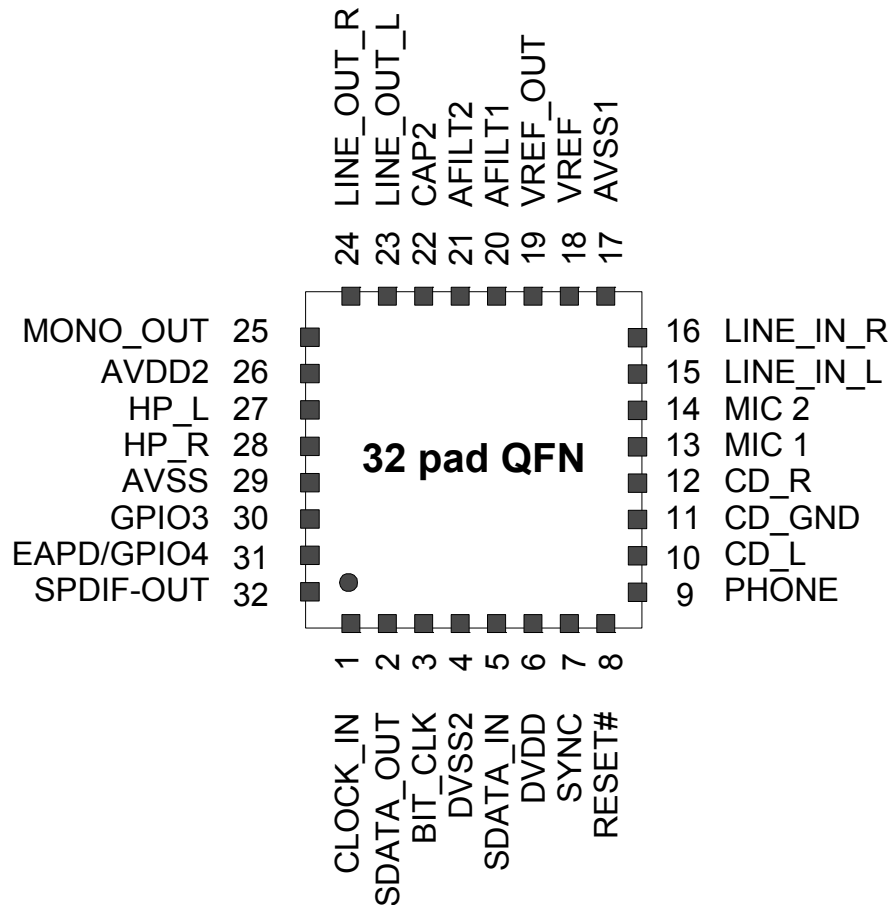 LINE_OUT_R
LINE_OUT_L
CAP2
AFILT2
AFILT1
VREF_OUT
VREF
AVSS1
24 23 22 21 20 19 18 17
MONO_OUT 25
AVDD2 26
HP_L 27
HP_R 28
AVSS 29
GPIO3 30
EAPD/GPIO4 31
SPDIF-OUT 32
32 pad QFN
16 LINE_IN_R
15 LINE_IN_L
14 MIC 2
13 MIC 1
12 CD_R
11 CD_GND
10 CD_L
9 PHONE
1 2 3 4 5 6 7 8
CLOCK_IN
SDATA_OUT
BIT_CLK
DVSS2
SDATA_IN
DVDD
SYNC
RESET#